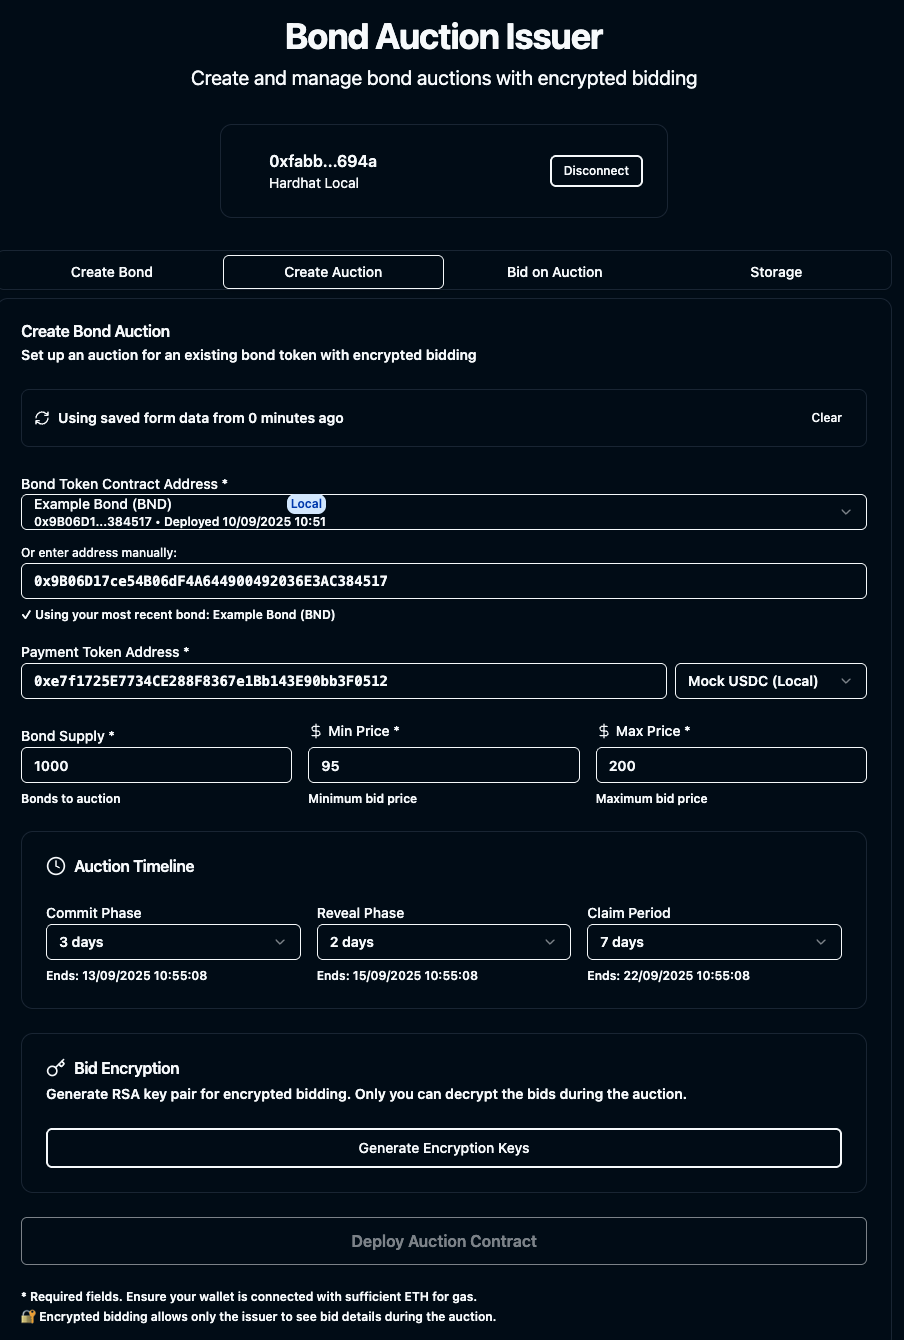 Bond Auction Issuer
Create and manage bond auctions with encrypted bidding
0xfabb...694a
Hardhat Local
Disconnect
Create Bond
Create Auction
Bid on Auction
Storage
Create Bond Auction
Set up an auction for an existing bond token with encrypted bidding
Using saved form data from 0 minutes ago
Clear
Bond Token Contract Address *
Example Bond (BND)
Local
0x9B06D1...384517 • Deployed 10/09/2025 10:51
Or enter address manually:
0x9B06D17ce54B06dF4A644900492036E3AC384517
✓ Using your most recent bond: Example Bond (BND)
Payment Token Address *
0xe7f1725E7734CE288F8367e1Bb143E90bb3F0512
Mock USDC (Local)
Bond Supply *
$ Min Price *
$ Max Price *
1000
95
200
Bonds to auction
Minimum bid price
Maximum bid price
Auction Timeline
Commit Phase
Reveal Phase
Claim Period
3 days
2 days
7 days
Ends: 13/09/2025 10:55:08
Ends: 15/09/2025 10:55:08
Ends: 22/09/2025 10:55:08
Bid Encryption
Generate RSA key pair for encrypted bidding. Only you can decrypt the bids during the auction.
Generate Encryption Keys
Deploy Auction Contract
* Required fields. Ensure your wallet is connected with sufficient ETH for gas.
🔐 Encrypted bidding allows only the issuer to see bid details during the auction.